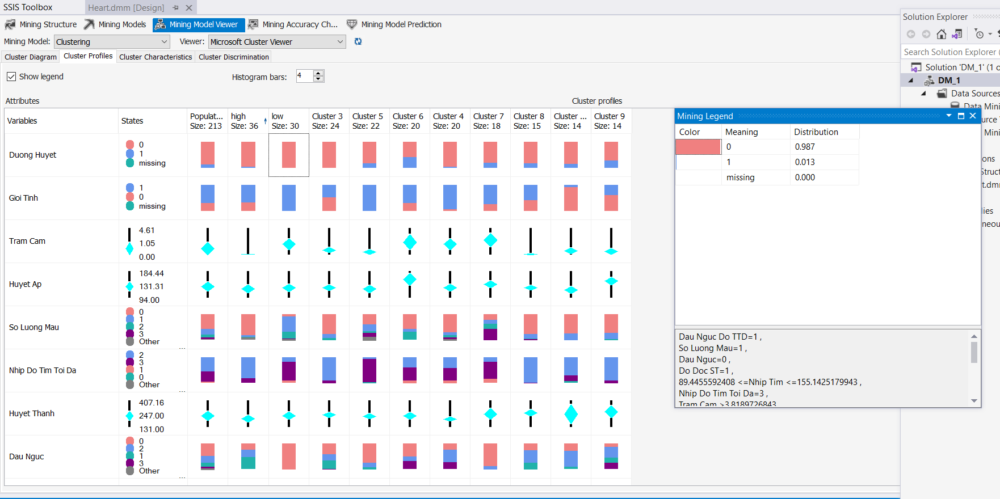 SSIS Toolbox
Heart.dmm [Design]
Mining Structure
Mining Models
Mining Model Viewer
Mining Accuracy Ch...
Mining Model Prediction
Mining Model:
Clustering
Viewer:
Microsoft Cluster Viewer
Cluster Diagram
Cluster Profiles
Cluster Characteristics
Cluster Discrimination
Show legend
Histogram bars:
4
Attributes
Cluster profiles
Variables
States
Populat...
Size: 213
high
Size: 36
low
Size: 30
Cluster 3
Size: 24
Cluster 5
Size: 22
Cluster 6
Size: 20
Cluster 4
Size: 20
Cluster 7
Size: 18
Cluster 8
Size: 15
Cluster ...
Size: 14
Cluster 9
Size: 14
Duong Huyet
0
1
missing
Gioi Tinh
1
0
missing
Tram Cam
4.61
1.05
0.00
Huyet Ap
184.44
131.31
94.00
So Luong Mau
0
1
2
3
Other
...
Nhip Do Tim Toi Da
2
3
1
0
Other
...
Huyet Thanh
407.16
247.00
131.00
Dau Nguc
0
2
1
3
Other
...
Mining Legend
Color
Meaning
Distribution
0
0.987
1
0.013
missing
0.000
Dau Nguc Do TTD=1 ,
So Luong Mau=1 ,
Dau Nguc=0 ,
Do Doc ST=1 ,
89.4455592408 <=Nhip Tim <=155.1425179943 ,
Nhip Do Tim Toi Da=3 ,
Tram Cam >3.8189726843
Solution Explorer
Search Solution Explorer (
Solution 'DM_1' (1 o
DM_1
Data Sources
Data Mini
urce
Mini
ons
Struct
t.dmm
lies
neou